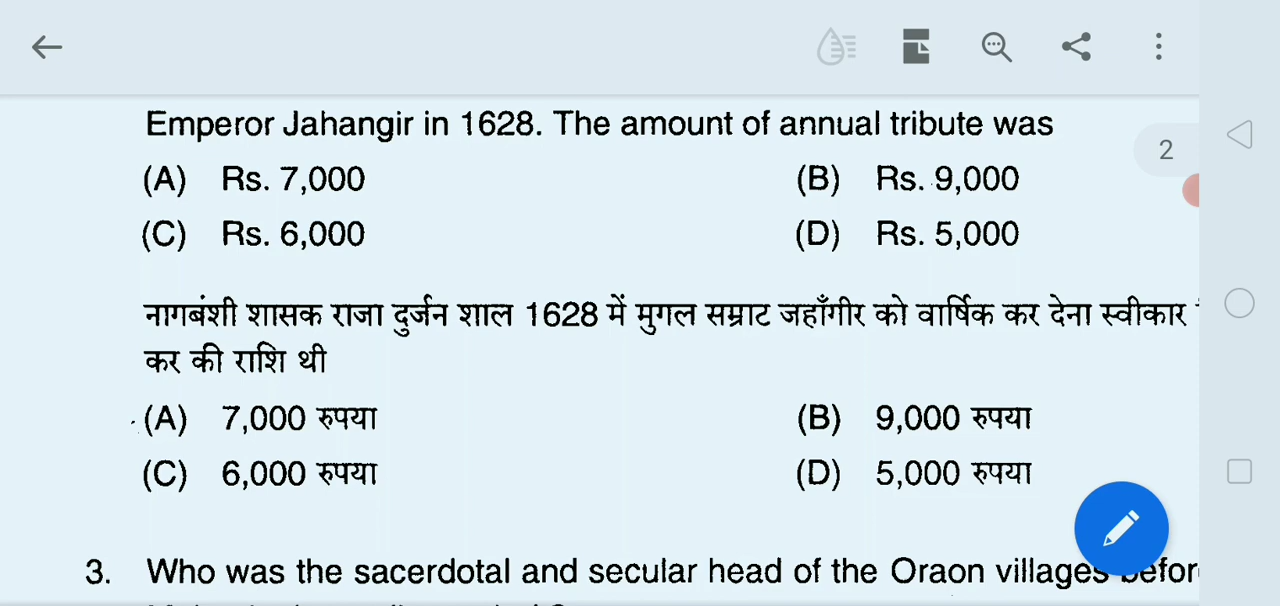 2
Emperor Jahangir in 1628. The amount of annual tribute was
(A) Rs. 7,000 (B) Rs. 9,000
(C) Rs. 6,000 (D) Rs. 5,000
नागबंशी शासक राजा दुर्जन शाल 1628 में मुगल सम्राट जहाँगीर को वार्षिक कर देना स्वीकार
कर की राशि थी
(A) 7,000 रुपया (B) 9,000 रुपया
(C) 6,000 रुपया (D) 5,000 रुपया
3. Who was the sacerdotal and secular head of the Oraon villages